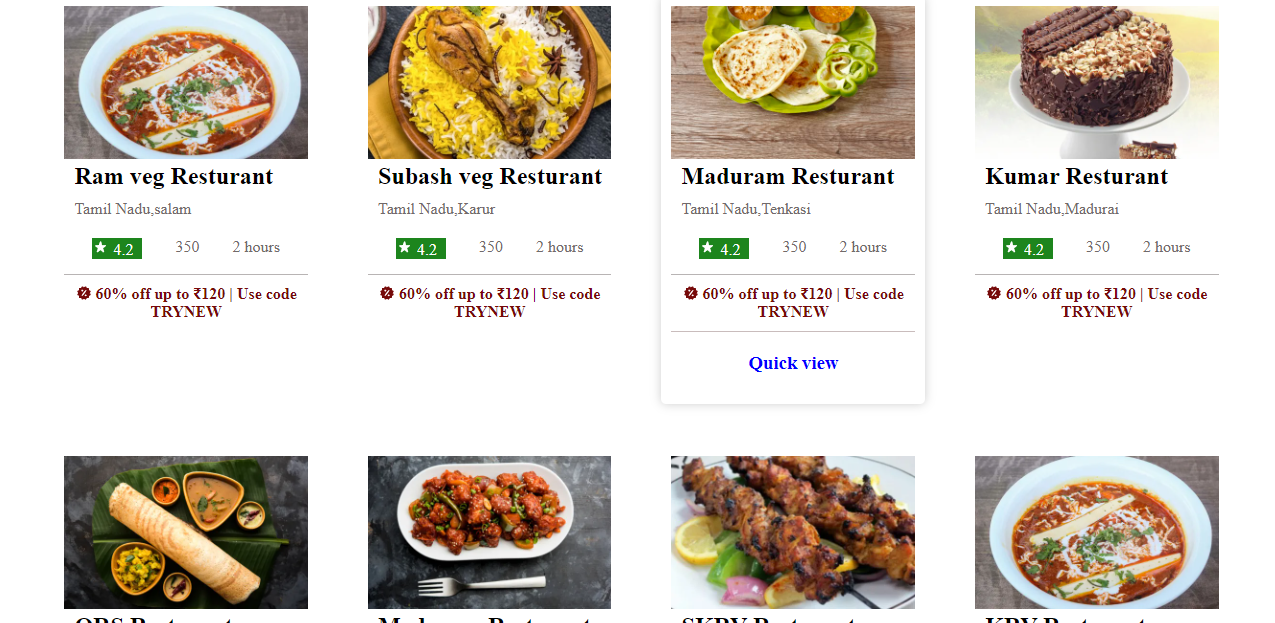 Ram veg Resturant
Tamil Nadu,salam
4.2 350 2 hours
60% off up to ₹120 | Use code
TRYNEW
Subash veg Resturant
Tamil Nadu,Karur
4.2 350 2 hours
60% off up to ₹120 | Use code
TRYNEW
Maduram Resturant
Tamil Nadu,Tenkasi
4.2 350 2 hours
60% off up to ₹120 | Use code
TRYNEW
Quick view
Kumar Resturant
Tamil Nadu,Madurai
4.2 350 2 hours
60% off up to ₹120 | Use code
TRYNEW